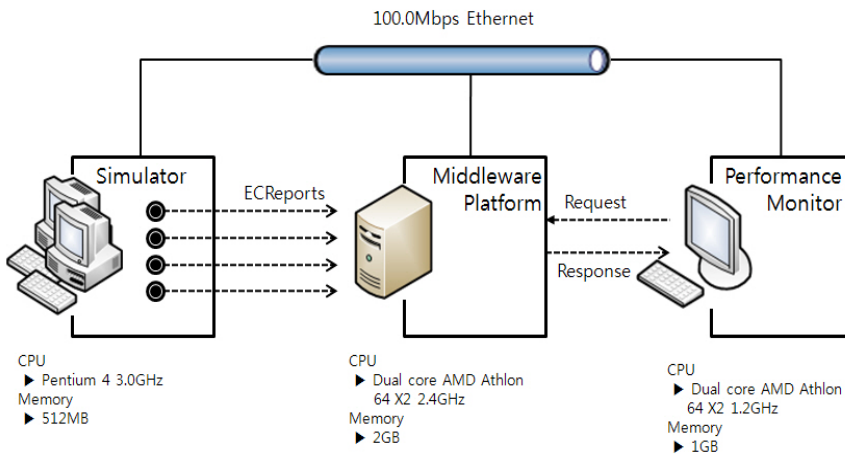 100.0Mbps Ethernet
Simulator
ECReports
Middleware
Platform
Request
Response
Performance
Monitor
CPU
▶ Pentium 4 3.0GHz
Memory
▶ 512MB
CPU
▶ Dual core AMD Athlon
64 X2 2.4GHz
Memory
▶ 2GB
CPU
▶ Dual core AMD Athlon
64 X2 1.2GHz
Memory
▶ 1GB